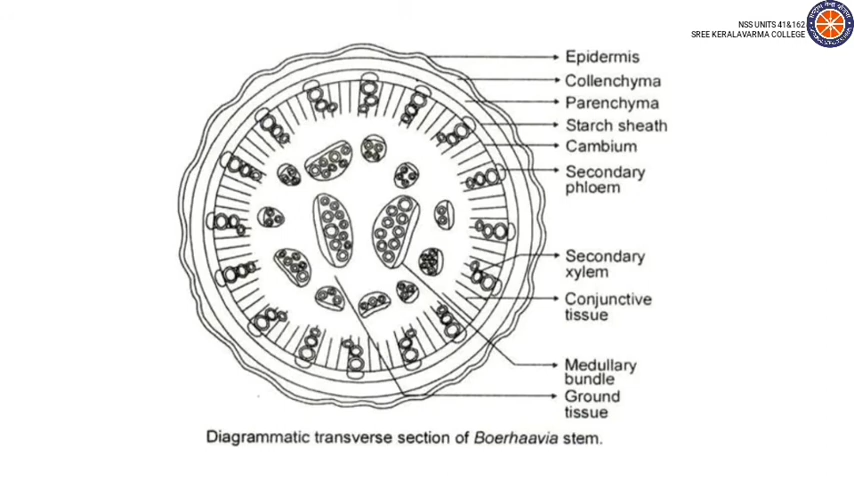 NSS UNITS 41&162
SREE KERALAVARMA COLLEGE
Epidermis
Collenchyma
Parenchyma
Starch sheath
Cambium
Secondary
phloem
Secondary
xylem
Conjunctive
tissue
Medullary
bundle
Ground
tissue
Diagrammatic transverse section of Boerhaavia stem.